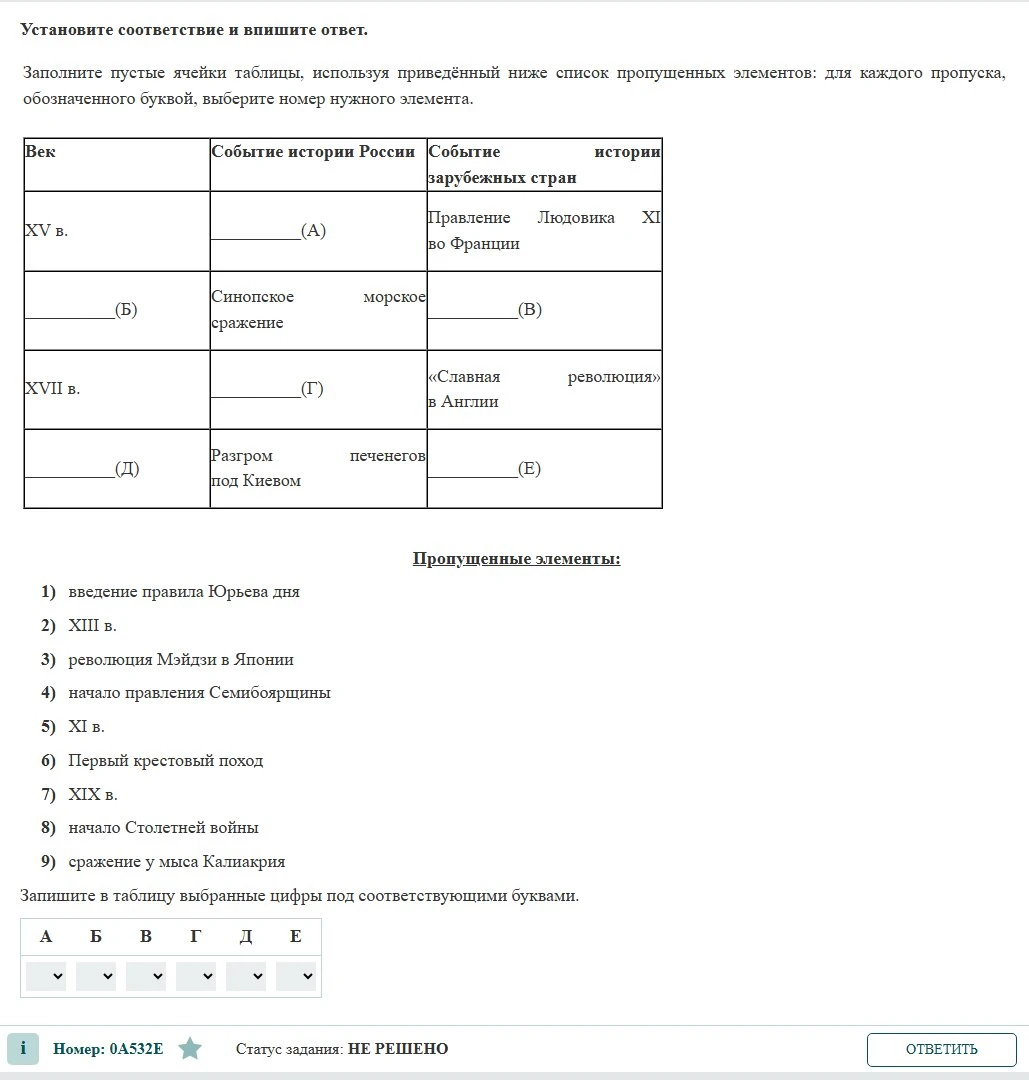 Установите соответствие и впишите ответ.
Заполните пустые ячейки таблицы, используя приведённый ниже список пропущенных элементов: для каждого пропуска,
обозначенного буквой, выберите номер нужного элемента.
Век
Событие истории России
Событие истории
зарубежных стран
XV в.
__________(А)
Правление Людовика XI
во Франции
__________(Б)
Синопское морское
сражение
__________(В)
XVII в.
__________(Г)
«Славная революция»
в Англии
__________(Д)
Разгром печенегов
под Киевом
__________(Е)
Пропущенные элементы:
1) введение правила Юрьева дня
2) XIII в.
3) революция Мэйдзи в Японии
4) начало правления Семибоярщины
5) XI в.
6) Первый крестовый поход
7) XIX в.
8) начало Столетней войны
9) сражение у мыса Калиакрия
Запишите в таблицу выбранные цифры под соответствующими буквами.
А Б В Г Д Е
i Номер: 0A532E Статус задания: НЕ РЕШЕНО ОТВЕТИТЬ